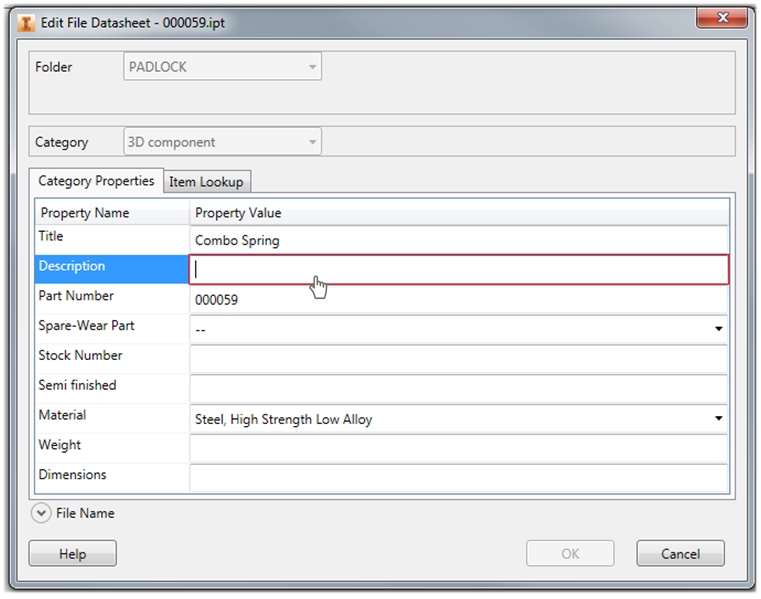 Edit File Datasheet - 000059.ipt
Folder PADLOCK
Category 3D component
Category Properties Item Lookup
Property Name Property Value
Title Combo Spring
Description
Part Number 000059
Spare-Wear Part --
Stock Number
Semi finished
Material Steel, High Strength Low Alloy
Weight
Dimensions
File Name
Help OK Cancel